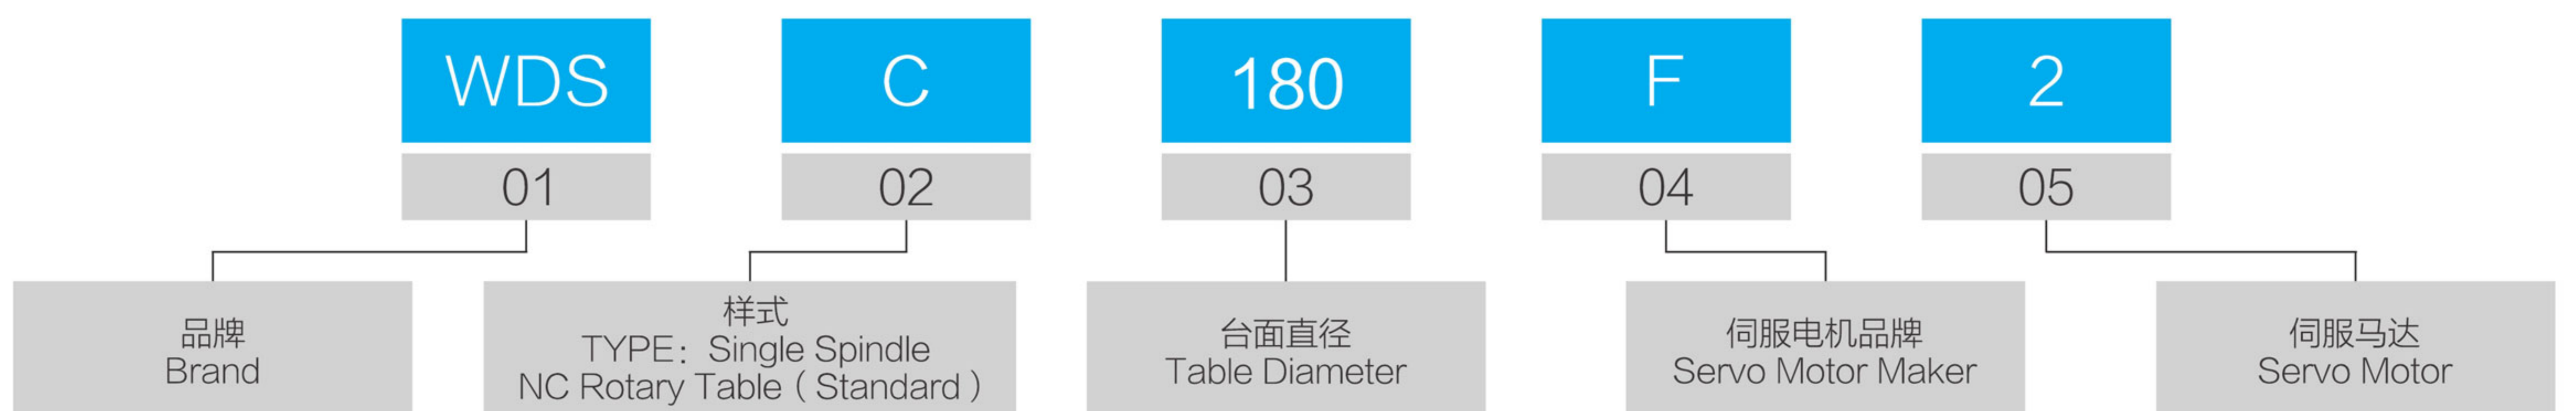 WDS
C
180
F
2
01
02
03
04
05
品牌
Brand
样式
TYPE：Single Spindle
NC Rotary Table（Standard）
台面直径
Table Diameter
伺服电机品牌
Servo Motor Maker
伺服马达
Servo Motor